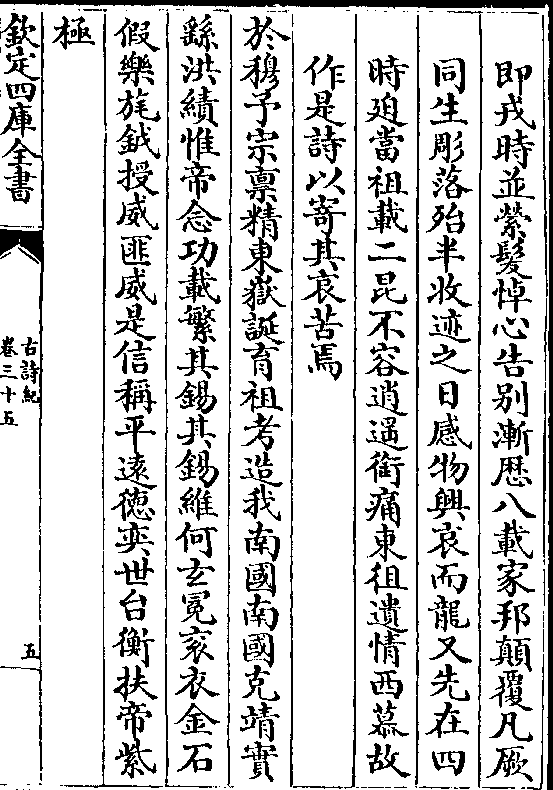 即戎時並縈髮悼心告别漸歴八載家邦顛覆凡厥
同生彫落殆半收迹之日感物興哀而龍又先在四
時廹當祖載二昆不容逍遥銜痛東徂遺情西慕故
作是詩以寄其哀苦焉
於穆予宗禀精東嶽誕育祖考造我南國南國克靖實
繇洪績惟帝念功載繁其錫其錫維何玄冕衮衣金石
假樂旄鉞授威匪威是信稱平遠德奕世台衡扶帝紫
極
欽定四庫全書
古詩紀
卷三十五
五